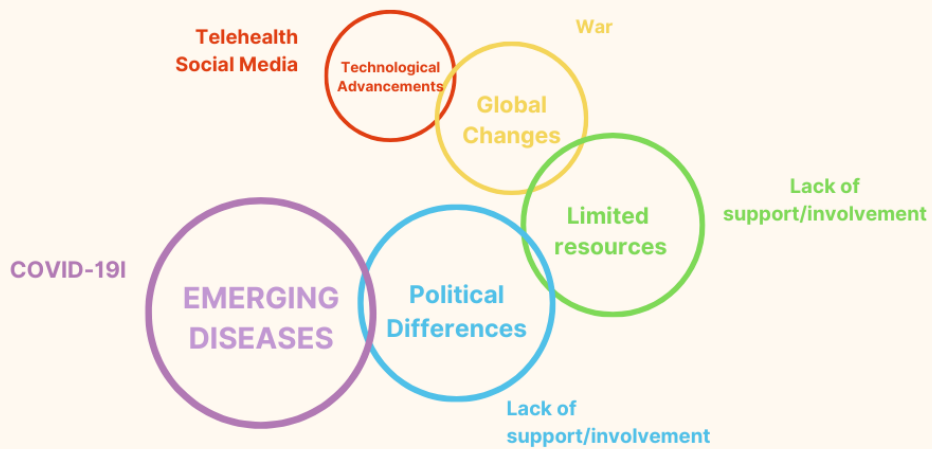 Telehealth
Social Media
Technological
Advancements
War
Global
Changes
Limited
resources
Lack of
support/involvement
COVID-19I
EMERGING
DISEASES
Political
Differences
Lack of
support/involvement